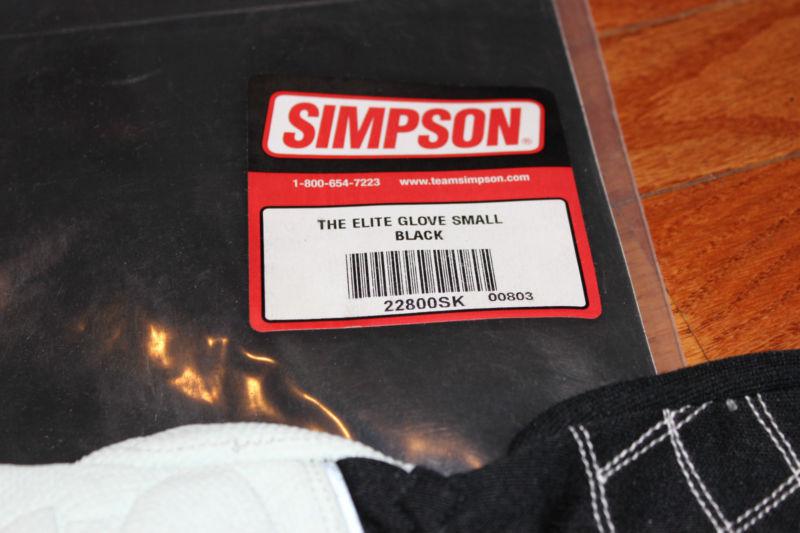 SIMPSON®
1-800-654-7223 www.teamsimpson.com
THE ELITE GLOVE SMALL
BLACK
22800SK 00803